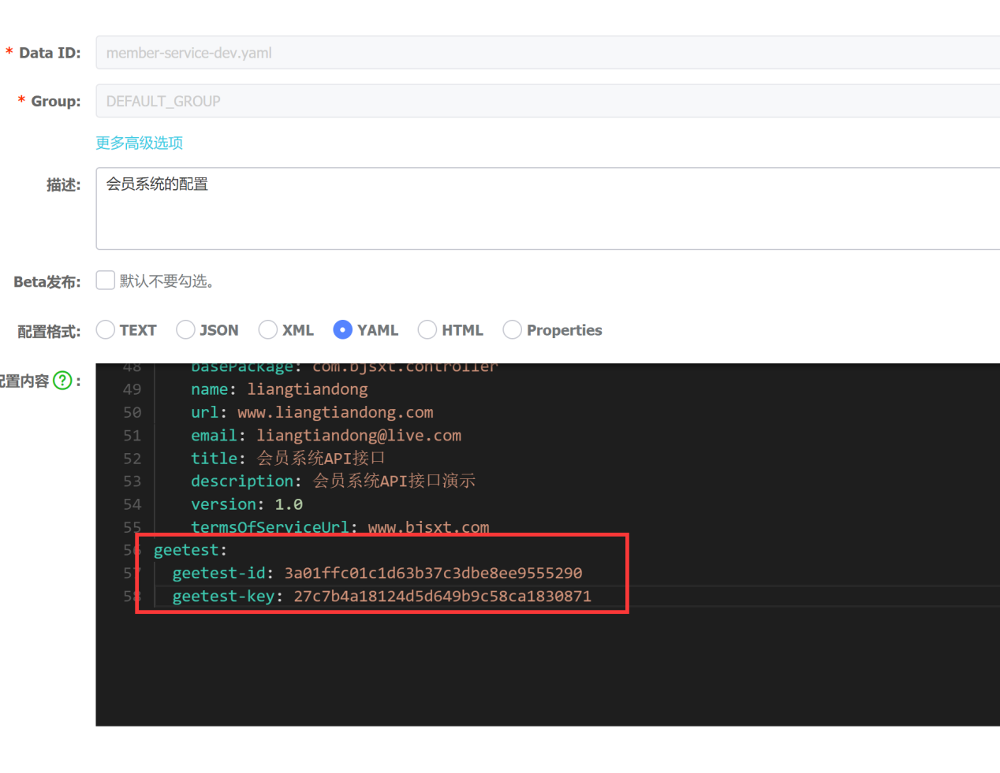 * Data ID: member-service-dev.yaml
* Group: DEFAULT_GROUP
更多高级选项
描述: 会员系统的配置
Beta发布: 默认不要勾选。
配置格式: TEXT JSON XML YAML HTML Properties
配置内容 ? :
48 basePackage: com.bjsxt.controller
49 name: liangtiandong
50 url: www.liangtiandong.com
51 email: liangtiandong@live.com
52 title: 会员系统API接口
53 description: 会员系统API接口演示
54 version: 1.0
55 termsOfServiceUrl: www.bjsxt.com
56 geetest:
57 geetest-id: 3a01ffc01c1d63b37c3dbe8ee9555290
58 geetest-key: 27c7b4a18124d5d649b9c58ca1830871